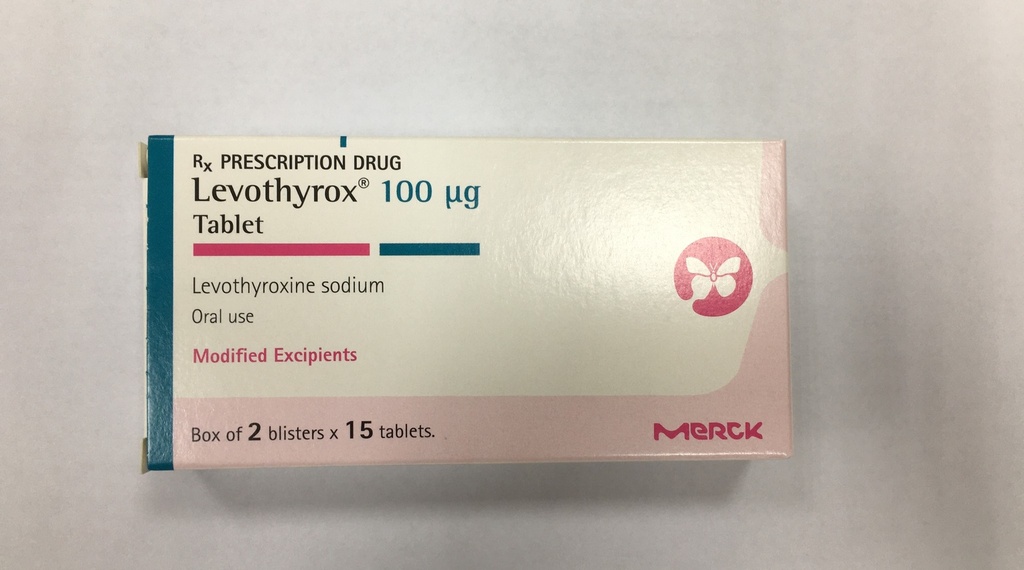 Rx PRESCRIPTION DRUG
Levothyrox® 100 µg
Tablet
Levothyroxine sodium
Oral use
Modified Excipients
Box of 2 blisters x 15 tablets.
MERCK